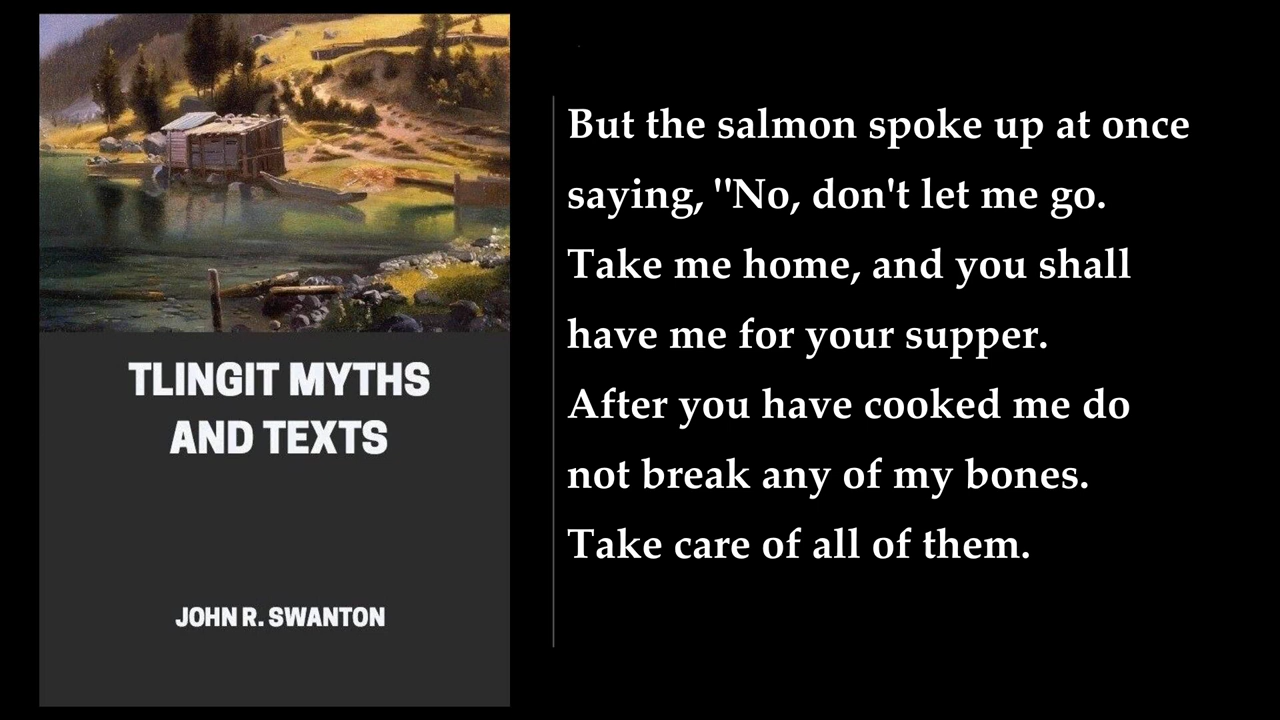 TLINGIT MYTHS
AND TEXTS
JOHN R. SWANTON
But the salmon spoke up at once
saying, "No, don't let me go.
Take me home, and you shall
have me for your supper.
After you have cooked me do
not break any of my bones.
Take care of all of them.